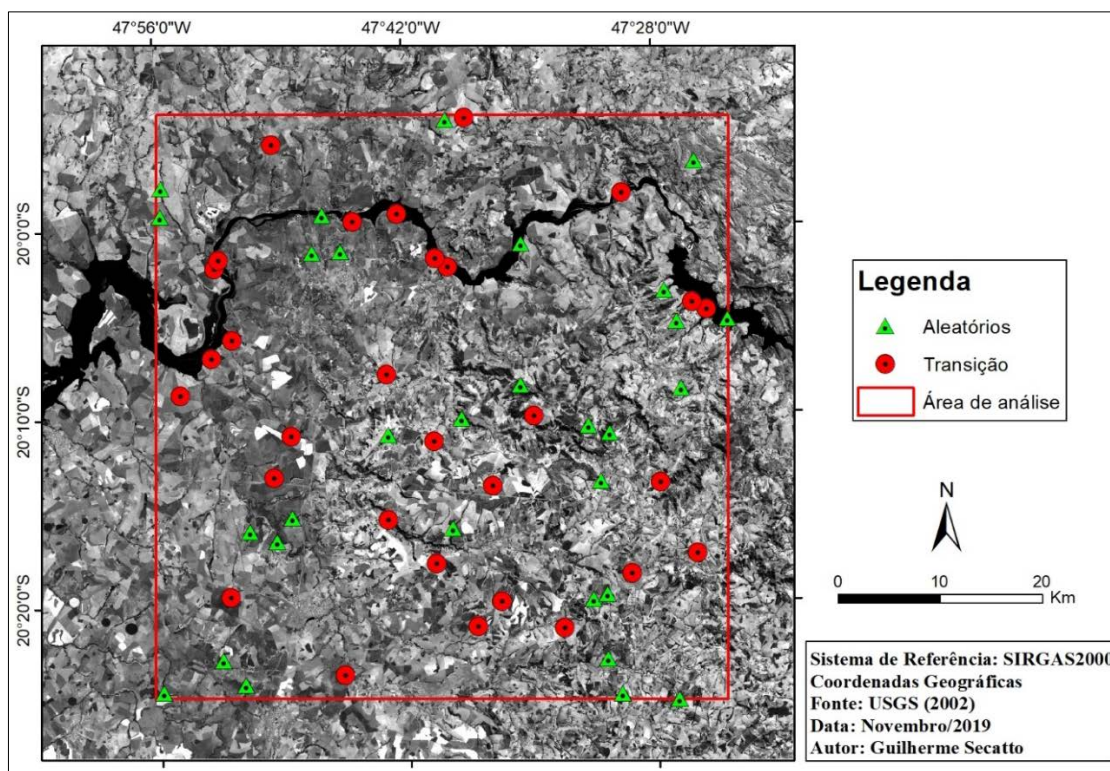 47°56'0"W
47°42'0"W
47°28'0"W
20°0'0"S
20°10'0"S
20°20'0"S
Legenda
Aleatórios
Transição
Área de análise
N
0
10
20
Km
Sistema de Referência: SIRGAS2000
Coordenadas Geográficas
Fonte: USGS (2002)
Data: Novembro/2019
Autor: Guilherme Secatto